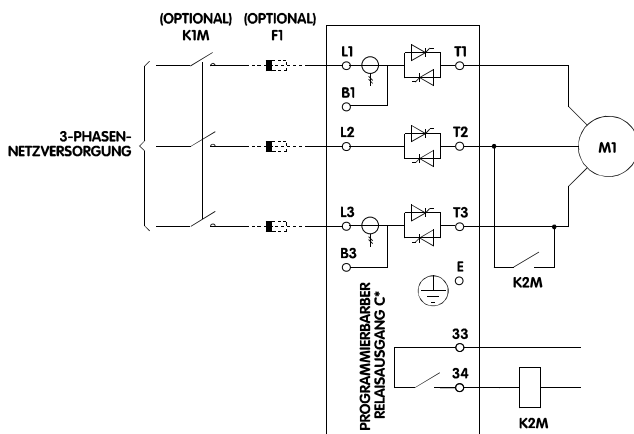 (OPTIONAL)
K1M
(OPTIONAL)
F1
L1
T1
B1
3-PHASEN-
NETZVERSORGUNG
L2
T2
M1
L3
T3
B3
E
K2M
PROGRAMMIERBARBER
RELAISAUSGANG C*
33
34
K2M